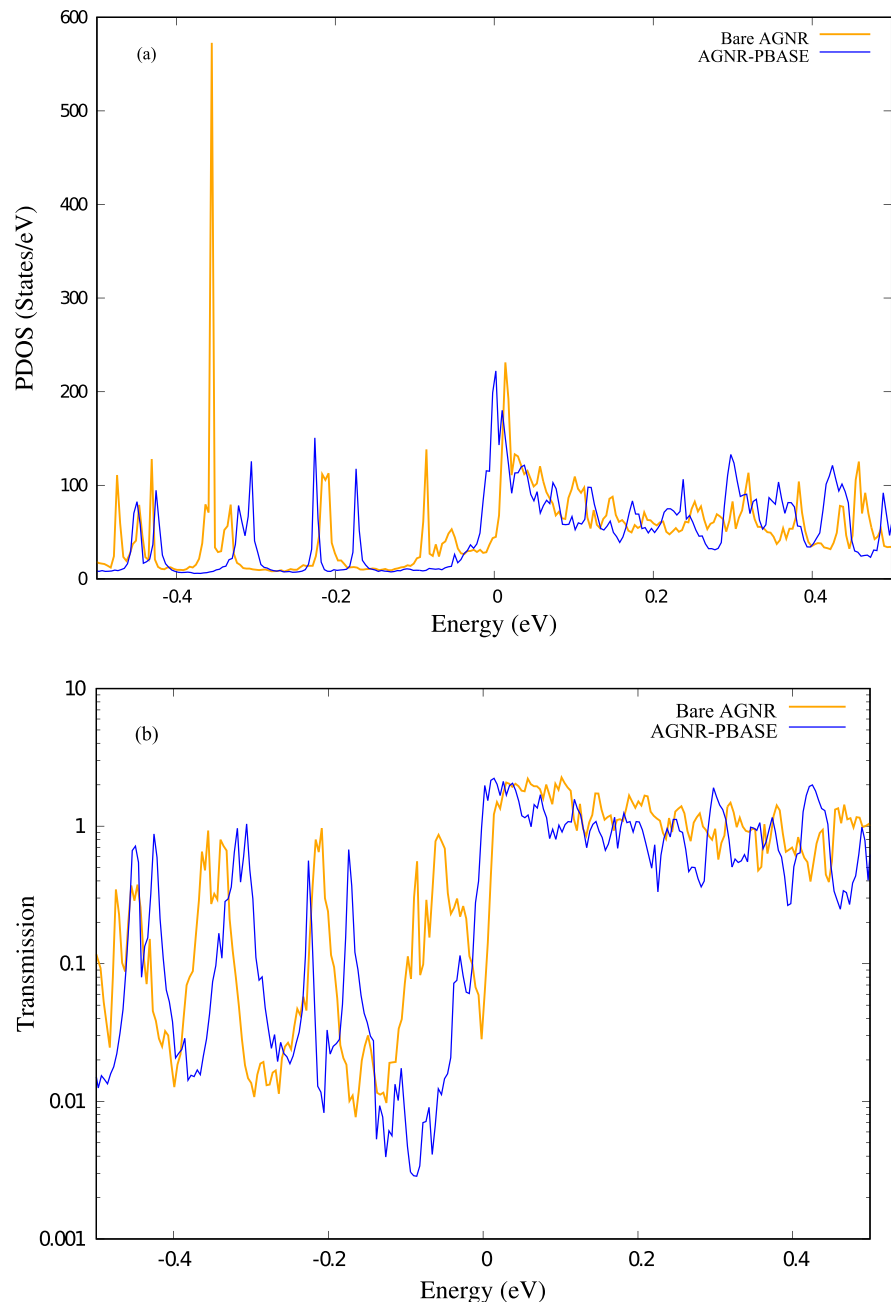 600
(a)
Bare AGNR
AGNR-PBASE
500
400
300
200
100
0
PDOS (States/eV)
-0.4
-0.2
0
0.2
0.4
Energy (eV)
10
(b)
Bare AGNR
AGNR-PBASE
1
0.1
0.01
0.001
Transmission
-0.4
-0.2
0
0.2
0.4
Energy (eV)